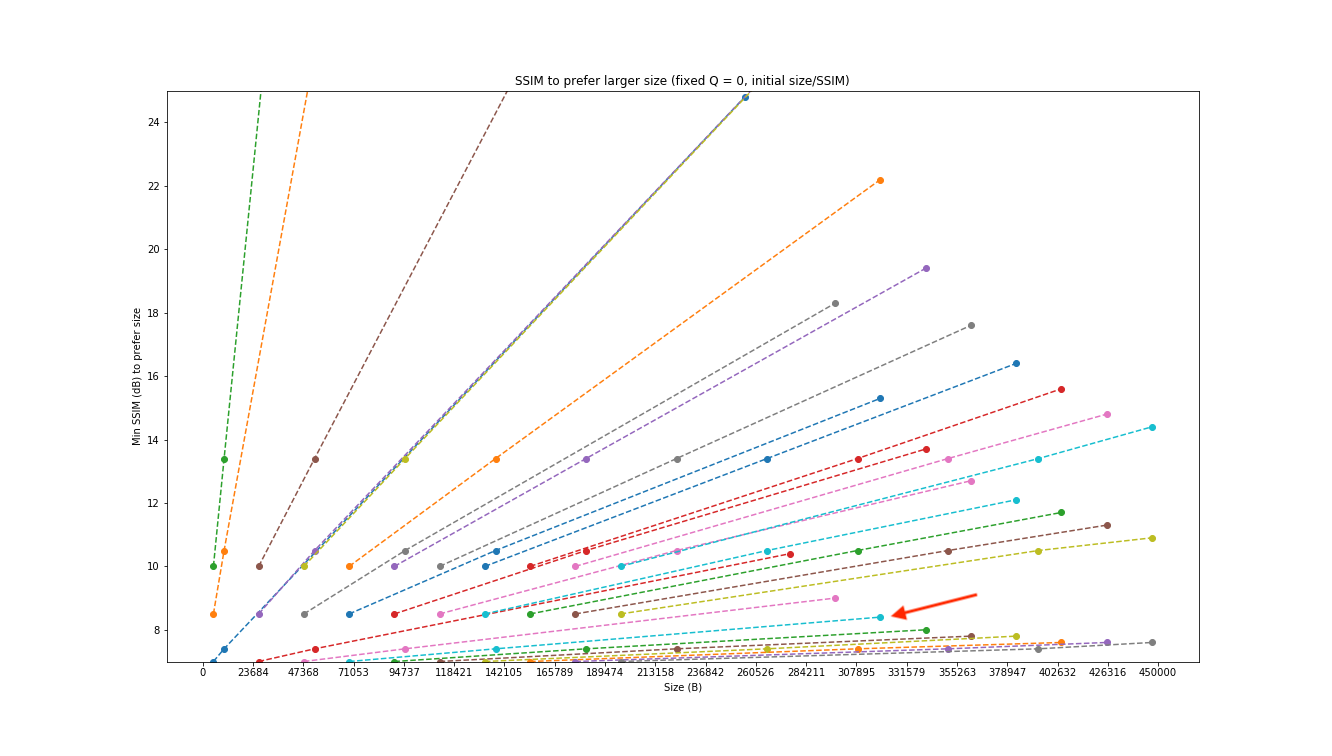 SSIM to prefer larger size (fixed Q = 0, initial size/SSIM)
24
22
20
18
16
14
12
10
8
Min SSIM (dB) to prefer size
0 23684 47368 71053 94737 118421 142105 165789 189474 213158 236842 260526 284211 307895 331579 355263 378947 402632 426316 450000
Size (B)